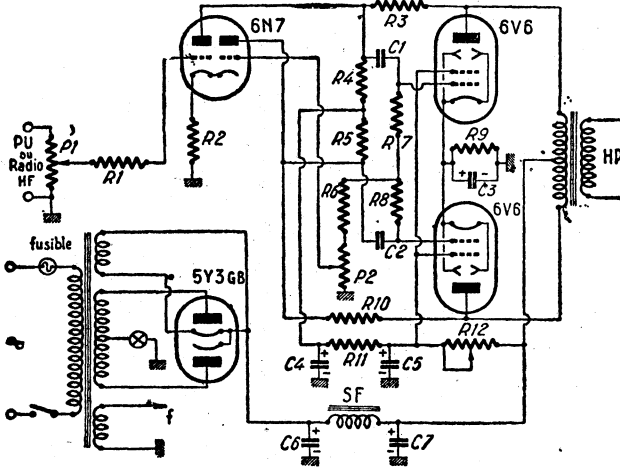 6N7
R3
6V6
C1
R4
P1
PU
ou
Radio
HF
R2
R1
R5
R7
R9
HP
C3
R6
R8
6V6
fusible
C2
P2
5Y3GB
R10
R12
R11
C4
C5
SF
f
C6
C7